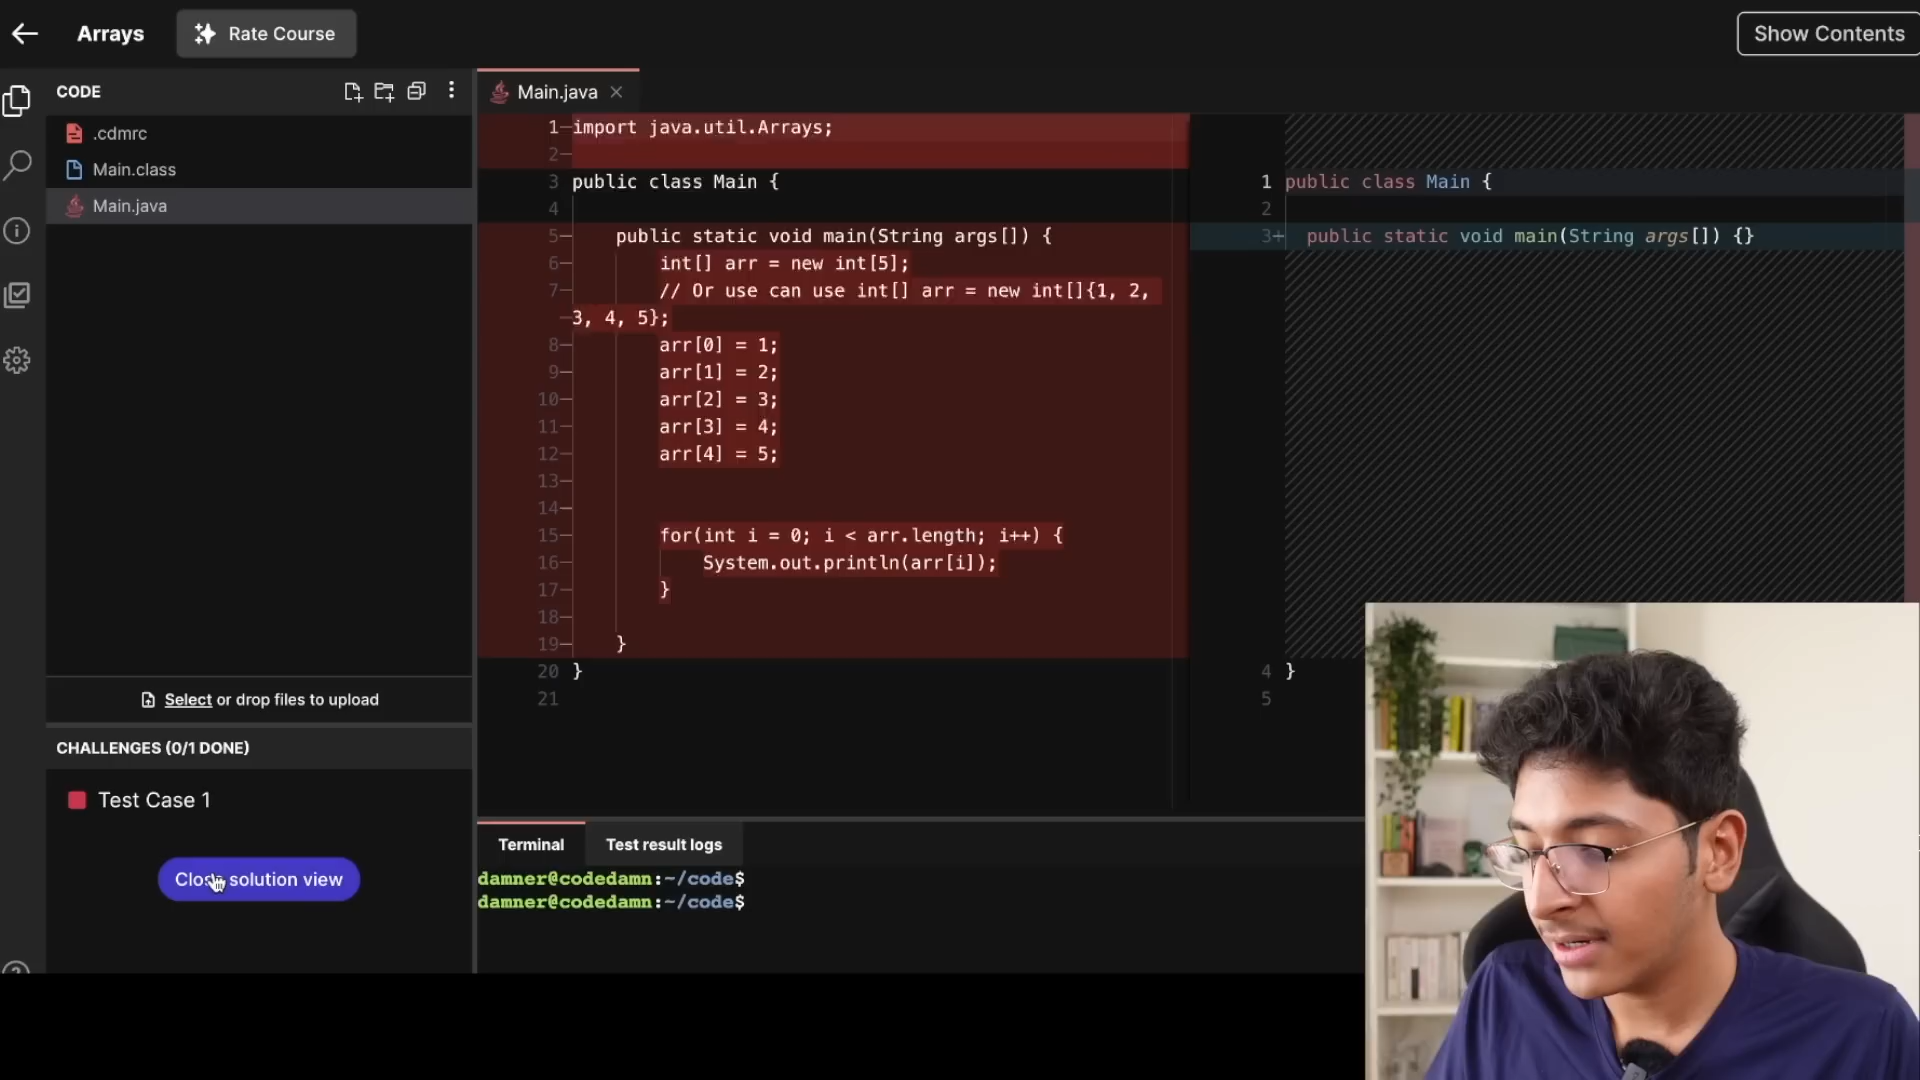 Arrays
Rate Course
Show Contents
CODE
.cdmrc
Main.class
Main.java
Select or drop files to upload
CHALLENGES (0/1 DONE)
Test Case 1
Close solution view
Main.java
1 import java.util.Arrays;
2
3 public class Main {
4
5 public static void main(String args[]) {
6 int[] arr = new int[5];
7 // Or use can use int[] arr = new int[]{1, 2,
3, 4, 5};
8 arr[0] = 1;
9 arr[1] = 2;
10 arr[2] = 3;
11 arr[3] = 4;
12 arr[4] = 5;
13
14
15 for(int i = 0; i < arr.length; i++) {
16 System.out.println(arr[i]);
17 }
18
19 }
20 }
21
1 public class Main {
2
3+ public static void main(String args[]) {}
4 }
5
Terminal
Test result logs
damner@codedamn:~/code$
damner@codedamn:~/code$